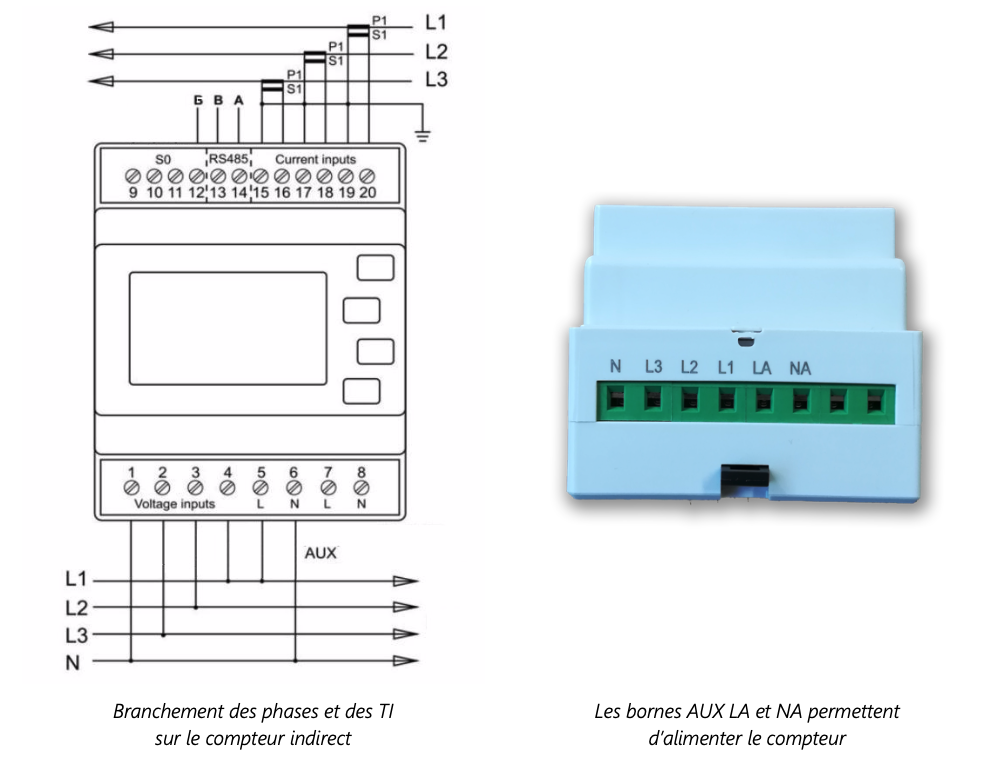 P1 L1
S1
P1 L2
S1
P1 L3
S1
Б B A
S0 RS485 Current inputs
9 10 11 12 13 14 15 16 17 18 19 20
1 2 3 4 5 6 7 8
Voltage inputs L N L N
AUX
L1
L2
L3
N
N L3 L2 L1 LA NA
Branchement des phases et des TI
sur le compteur indirect
Les bornes AUX LA et NA permettent
d'alimenter le compteur